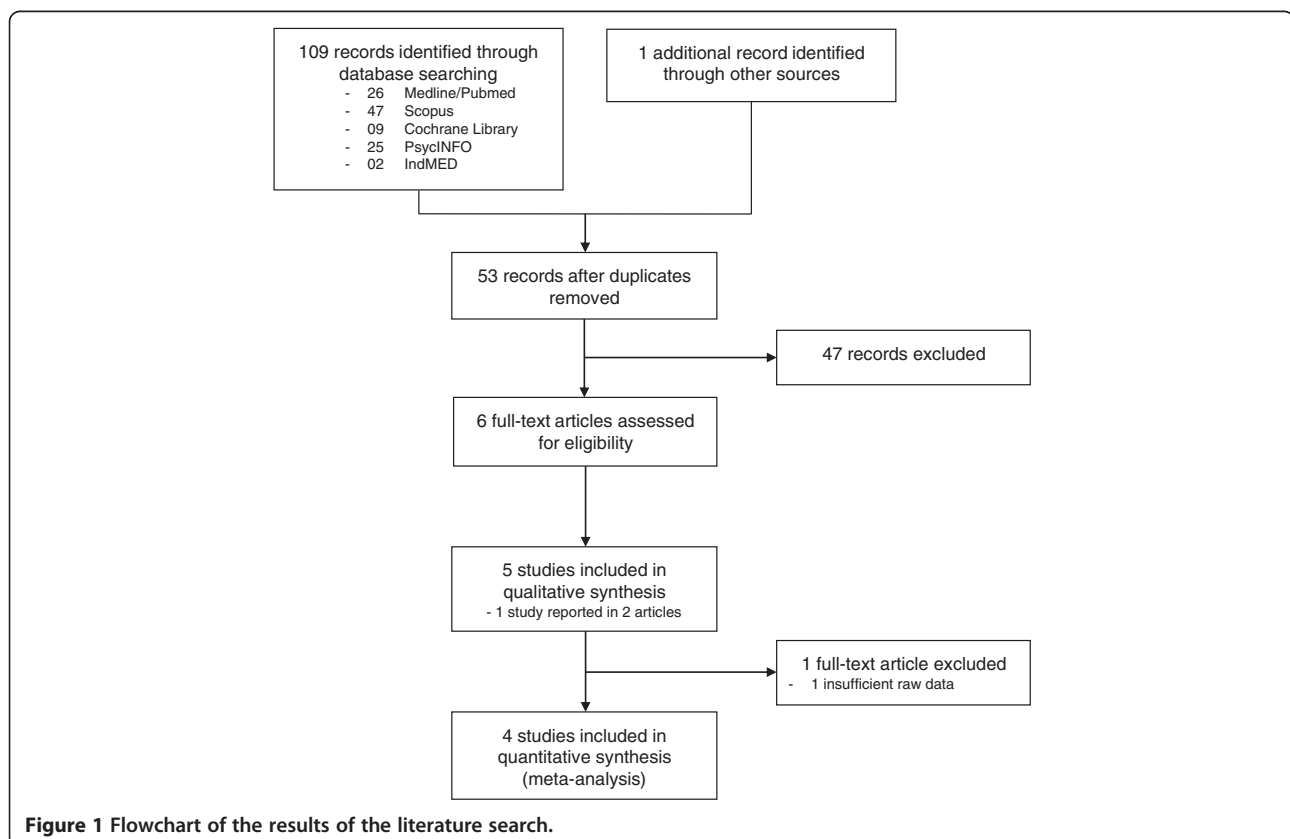 109 records identified through
database searching
- 26 Medline/Pubmed
- 47 Scopus
- 09 Cochrane Library
- 25 PsycINFO
- 02 IndMED
1 additional record identified
through other sources
53 records after duplicates
removed
47 records excluded
6 full-text articles assessed
for eligibility
5 studies included in
qualitative synthesis
- 1 study reported in 2 articles
1 full-text article excluded
- 1 insufficient raw data
4 studies included in
quantitative synthesis
(meta-analysis)
Figure 1 Flowchart of the results of the literature search.